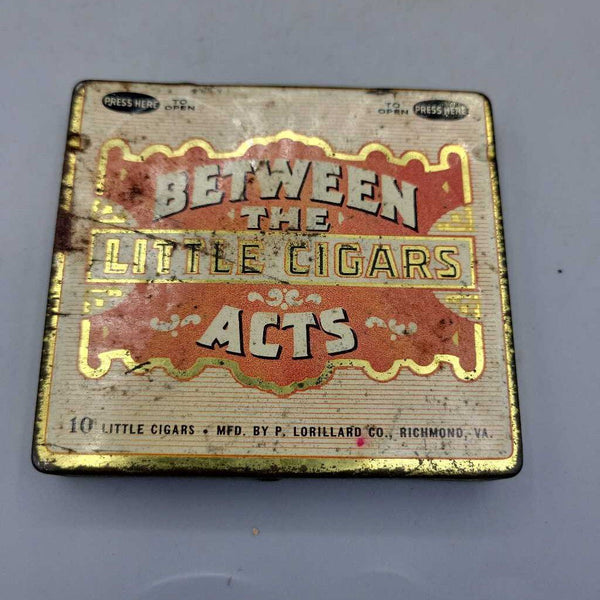 PRESS HERE TO OPEN TO OPEN PRESS HERE
BETWEEN
THE
LITTLE CIGARS
ACTS
10 LITTLE CIGARS • MFD. BY P. LORILLARD CO., RICHMOND, VA.